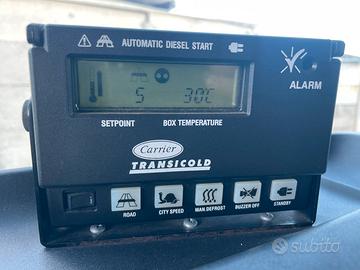 AUTOMATIC DIESEL START
ALARM
5 30C
SETPOINT BOX TEMPERATURE
Carrier
TRANSICOLD
ROAD CITY SPEED MAN.DEFROST BUZZER OFF STANDBY
subito